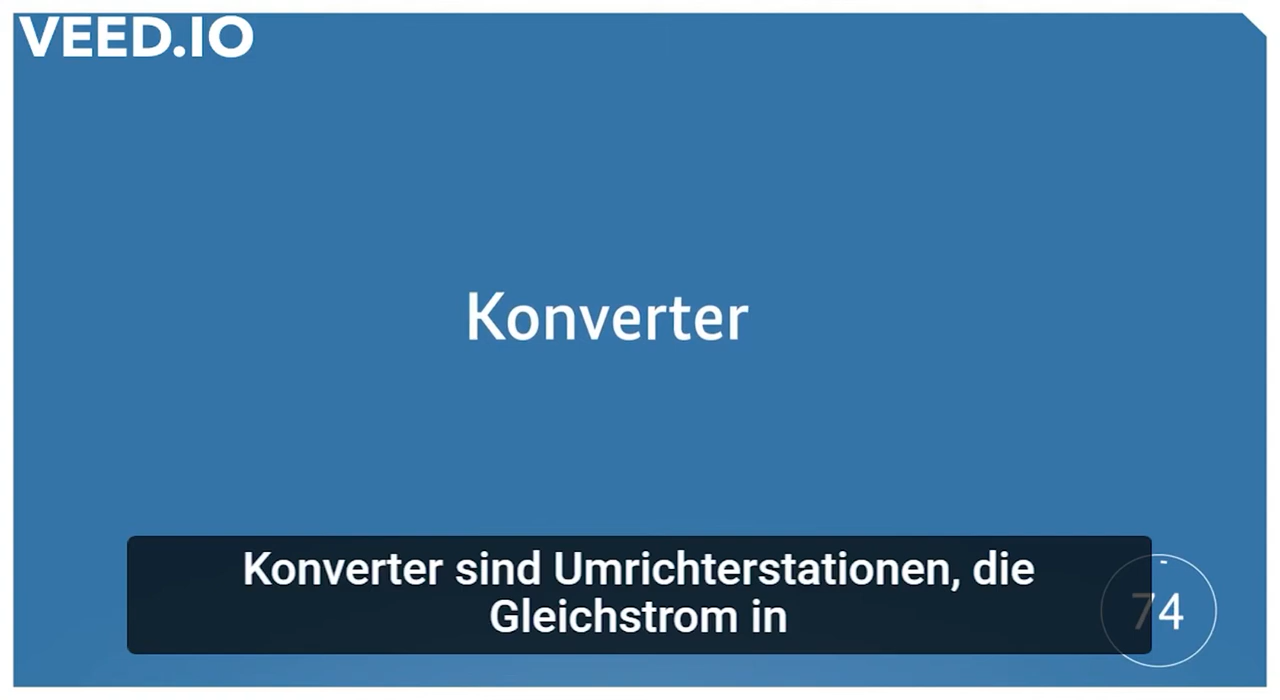 VEED.IO
Konverter
Konverter sind Umrichterstationen, die
Gleichstrom in
74